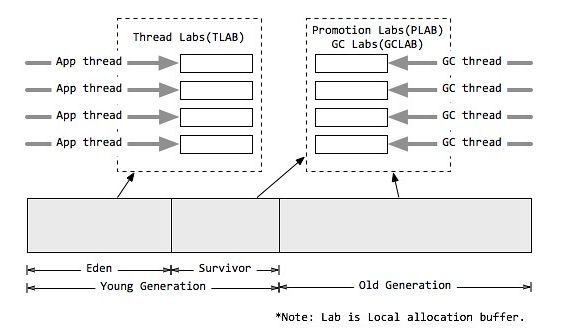 Thread Labs(TLAB)
Promotion Labs(PLAB)
GC Labs(GCLAB)
App thread
GC thread
App thread
GC thread
App thread
GC thread
App thread
GC thread
Eden
Survivor
Young Generation
Old Generation
*Note: Lab is Local allocation buffer.